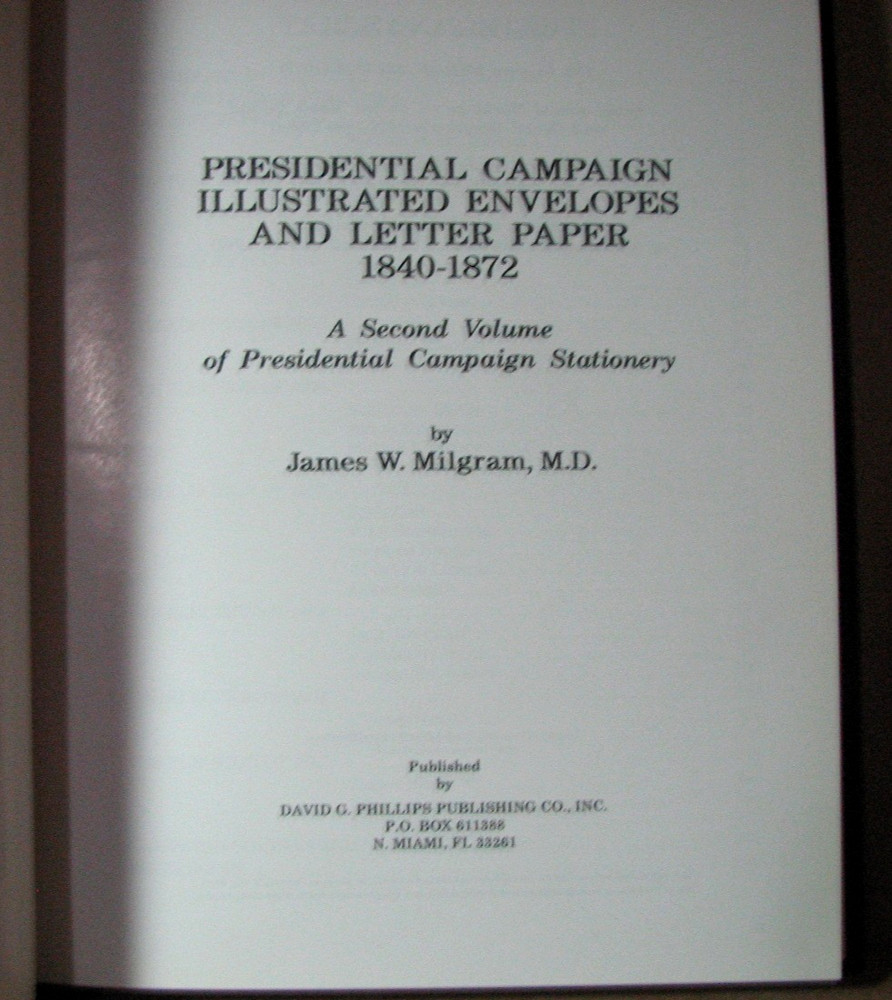 PRESIDENTIAL CAMPAIGN
ILLUSTRATED ENVELOPES
AND LETTER PAPER
1840-1872
A Second Volume
of Presidential Campaign Stationery
by
James W. Milgram, M.D.
Published
by
DAVID G. PHILLIPS PUBLISHING CO., INC.
P.O. BOX 611388
N. MIAMI, FL 33261